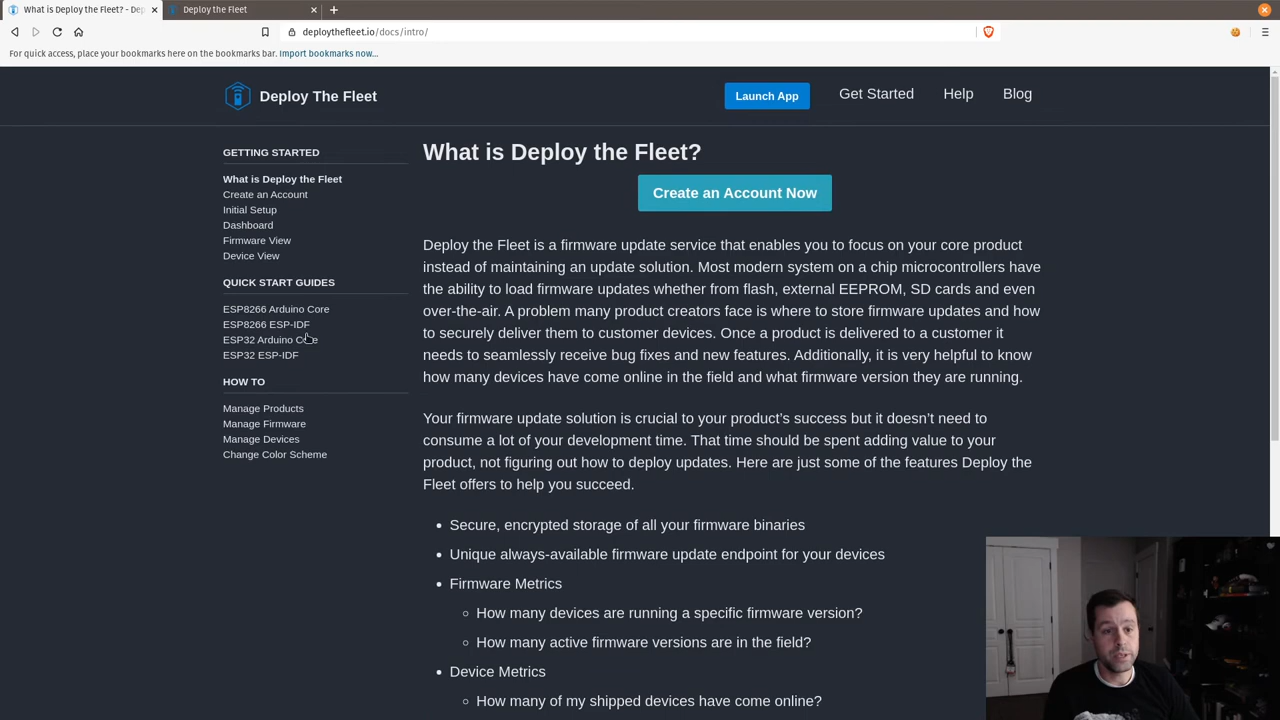 What is Deploy the Fleet? - Dep
Deploy the Fleet
deploythefleet.io/docs/intro/
For quick access, place your bookmarks here on the bookmarks bar. Import bookmarks now...
Deploy The Fleet
Launch App
Get Started
Help
Blog
GETTING STARTED
What is Deploy the Fleet
Create an Account
Initial Setup
Dashboard
Firmware View
Device View
QUICK START GUIDES
ESP8266 Arduino Core
ESP8266 ESP-IDF
ESP32 Arduino Core
ESP32 ESP-IDF
HOW TO
Manage Products
Manage Firmware
Manage Devices
Change Color Scheme
What is Deploy the Fleet?
Create an Account Now
Deploy the Fleet is a firmware update service that enables you to focus on your core product
instead of maintaining an update solution. Most modern system on a chip microcontrollers have
the ability to load firmware updates whether from flash, external EEPROM, SD cards and even
over-the-air. A problem many product creators face is where to store firmware updates and how
to securely deliver them to customer devices. Once a product is delivered to a customer it
needs to seamlessly receive bug fixes and new features. Additionally, it is very helpful to know
how many devices have come online in the field and what firmware version they are running.
Your firmware update solution is crucial to your product's success but it doesn't need to
consume a lot of your development time. That time should be spent adding value to your
product, not figuring out how to deploy updates. Here are just some of the features Deploy the
Fleet offers to help you succeed.
• Secure, encrypted storage of all your firmware binaries
• Unique always-available firmware update endpoint for your devices
• Firmware Metrics
◦ How many devices are running a specific firmware version?
◦ How many active firmware versions are in the field?
• Device Metrics
◦ How many of my shipped devices have come online?